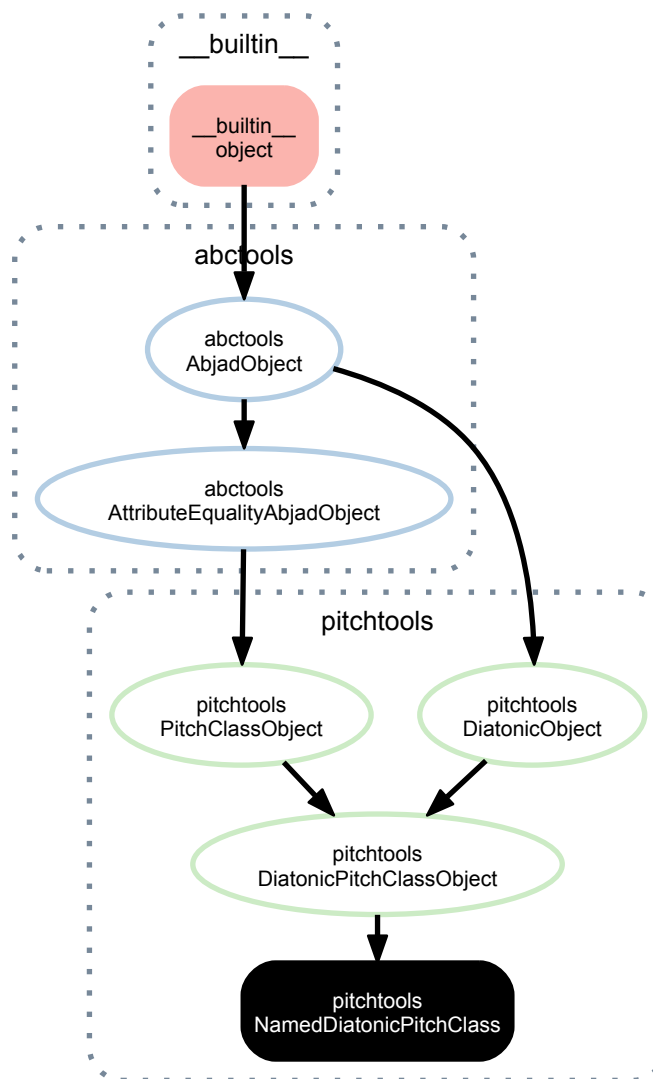 __builtin__
__builtin__
object
abctools
abctools
AbjadObject
abctools
AttributeEqualityAbjadObject
pitchtools
pitchtools
PitchClassObject
pitchtools
DiatonicObject
pitchtools
DiatonicPitchClassObject
pitchtools
NamedDiatonicPitchClass